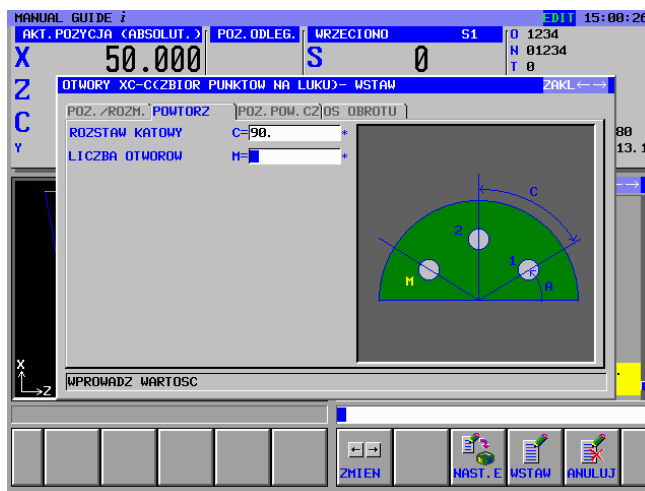 MANUAL GUIDE i EDIT 15:00:26
AKT.POZYCJA (ABSOLUT.) POZ.ODLEG. WRZECIONO S1 O 1234
X 50.000 S 0 N 01234
T 0
Z OTWORY XC-C(ZBIOR PUNKTOW NA LUKU)- WSTAW ZAKL←→
C POZ./ROZM. POWTORZ POZ.POW.CZ OS OBROTU
ROZSTAW KATOWY C=90. * 80
Y LICZBA OTWOROW M= * 13.1
C
2
1
M
A
X
→Z
WPROWADZ WARTOSC
←→
ZMIEN NAST.E WSTAW ANULUJ